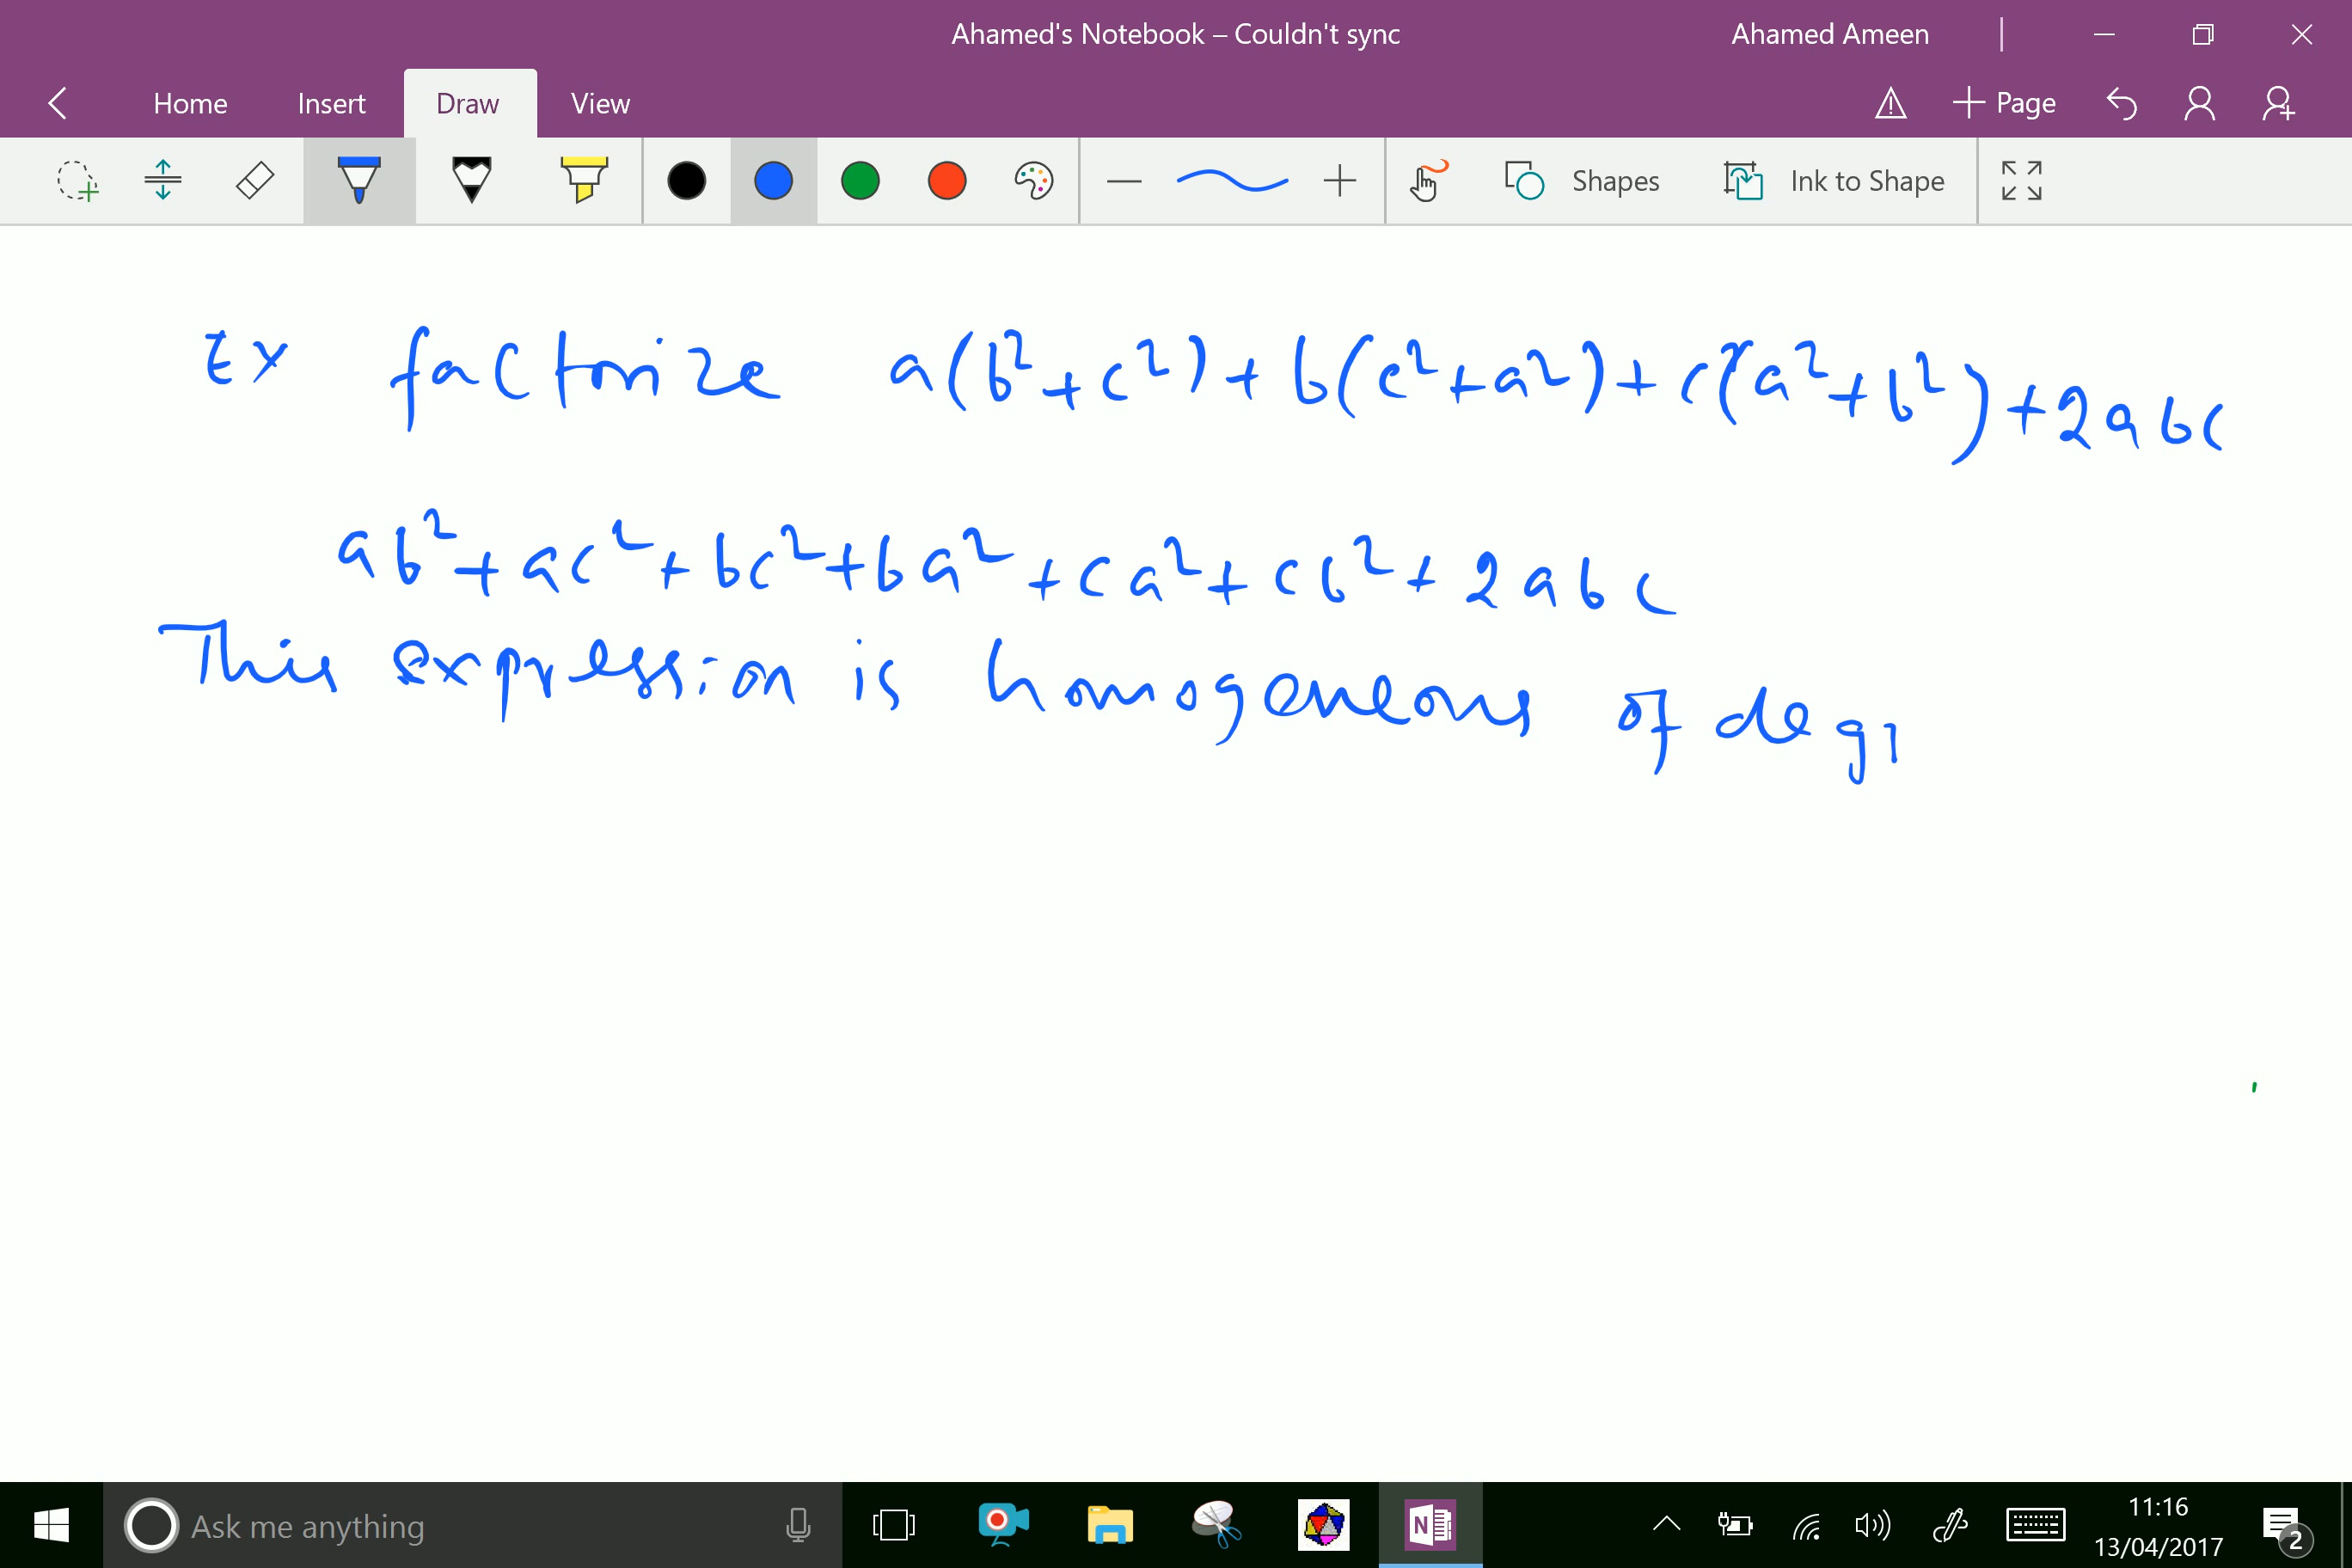 Ahamed's Notebook – Couldn't sync
Ahamed Ameen
Home Insert Draw View
Page
Shapes Ink to Shape
Ex factorize a(b²+c²)+b(c²+a²)+c(a²+b²)+2abc
ab²+ac²+bc²+ba²+ca²+cb²+2abc
This expression is homogeneous of degr
Ask me anything
N
11:16
13/04/2017
2